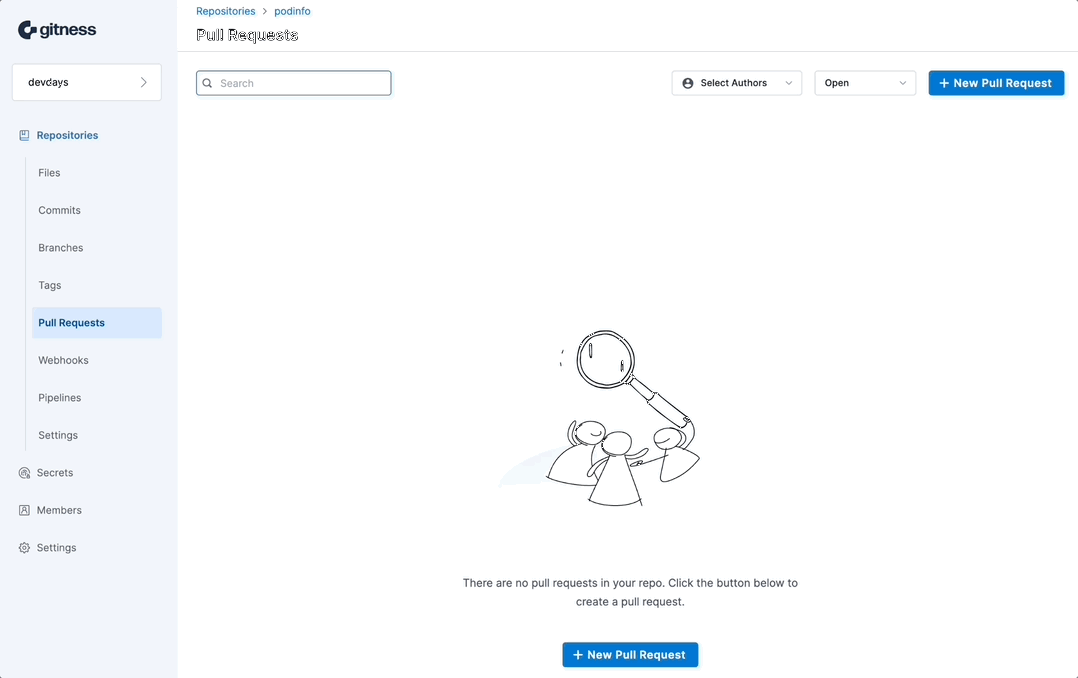 gitness
devdays
Repositories
Files
Commits
Branches
Tags
Pull Requests
Webhooks
Pipelines
Settings
Secrets
Members
Settings
Repositories > podinfo
Pull Requests
Search
Select Authors
Open
+ New Pull Request
There are no pull requests in your repo. Click the button below to
create a pull request.
+ New Pull Request